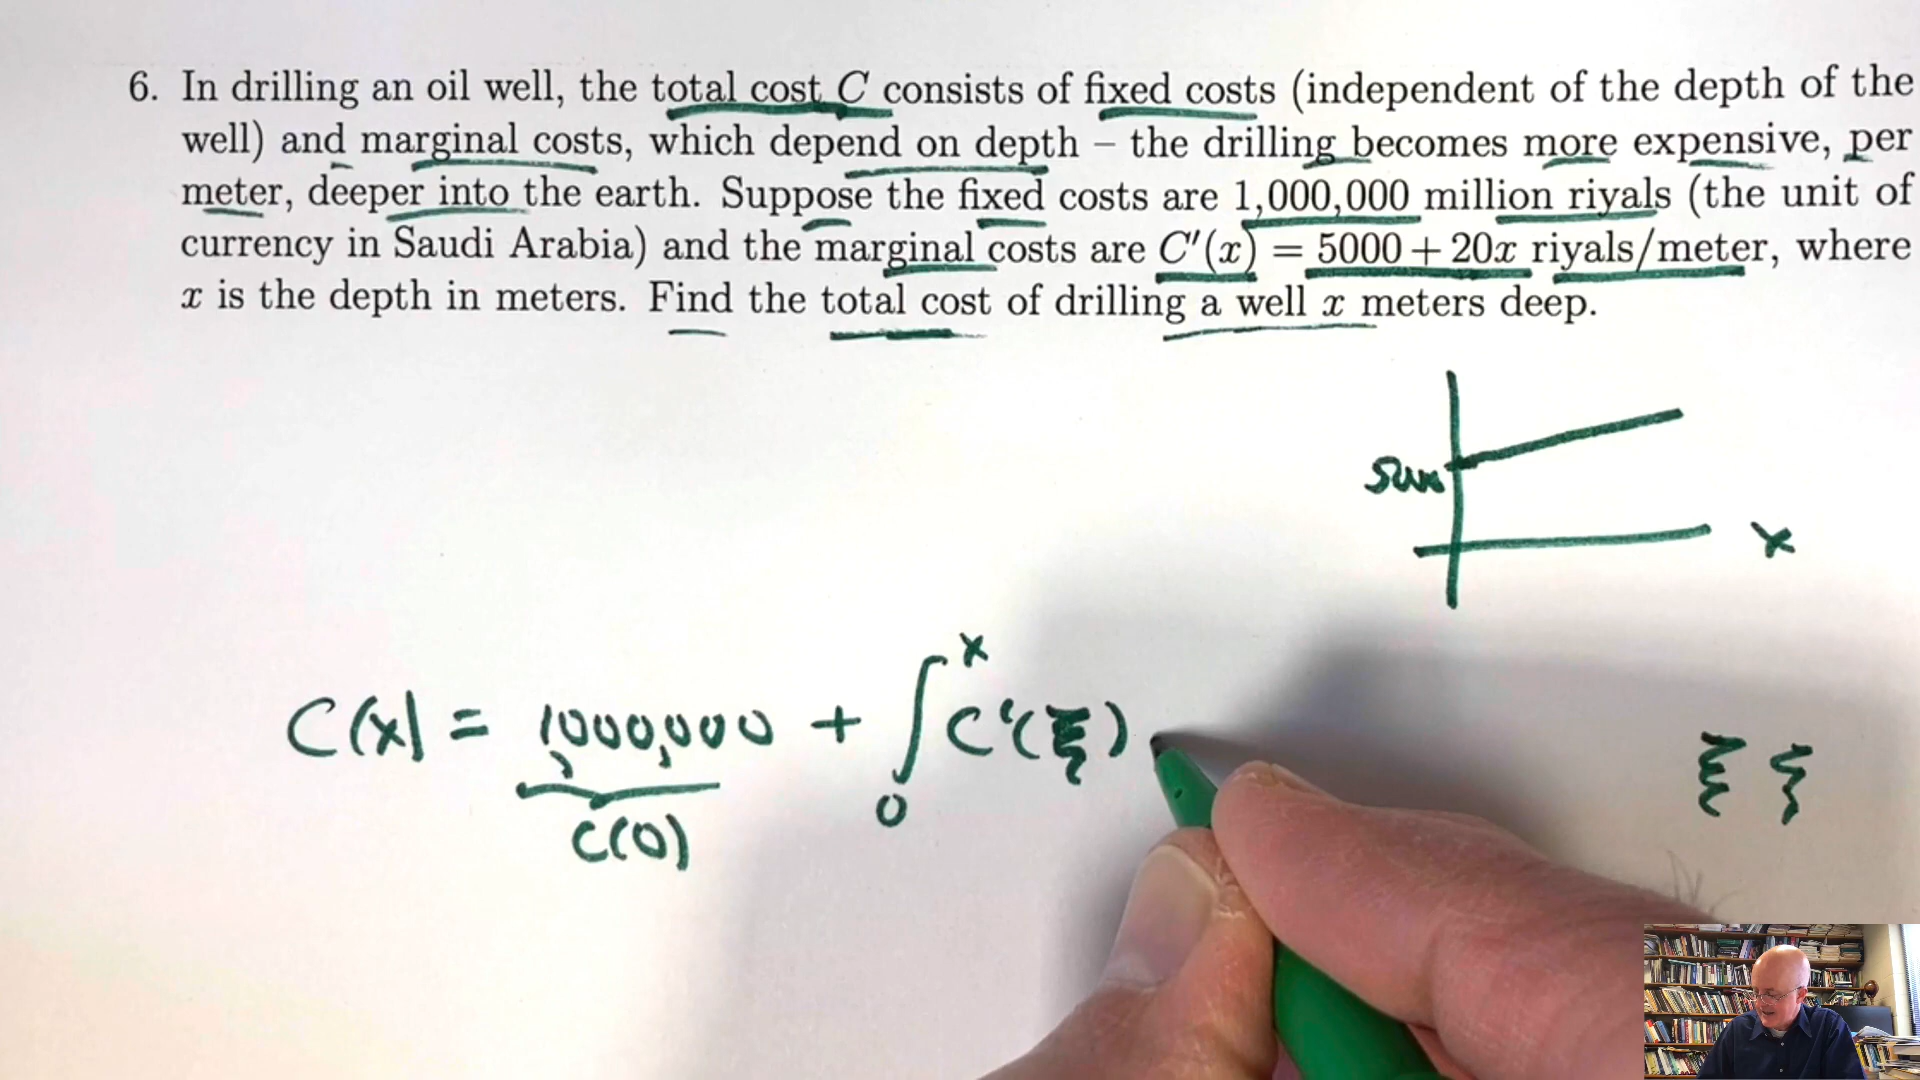 6. In drilling an oil well, the total cost C consists of fixed costs (independent of the depth of the
well) and marginal costs, which depend on depth – the drilling becomes more expensive, per
meter, deeper into the earth. Suppose the fixed costs are 1,000,000 million riyals (the unit of
currency in Saudi Arabia) and the marginal costs are C′(x) = 5000 + 20x riyals/meter, where
x is the depth in meters. Find the total cost of drilling a well x meters deep.
x
C(x) = 1,000,000 + ∫₀ˣ C'(ξ)
C(0)
ξ ξ